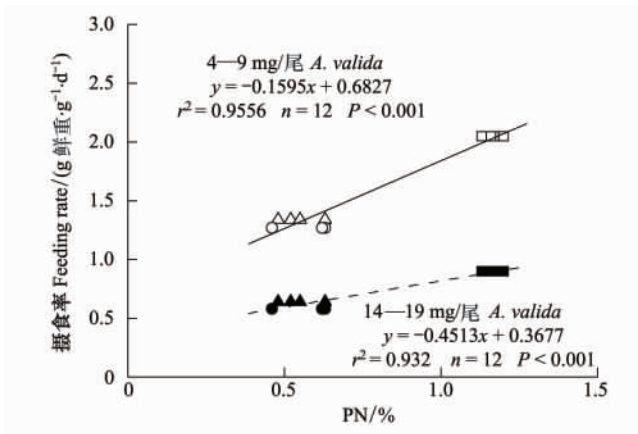 3.0
4—9 mg/尾 A. valida
y=−0.1595x+0.6827
r²=0.9556 n=12 P<0.001
2.5
2.0
1.5
1.0
0.5
0
摄食率 Feeding rate/(g 鲜重·g⁻¹·d⁻¹)
14—19 mg/尾 A. valida
y=−0.4513x+0.3677
r²=0.932 n=12 P<0.001
0 0.5 1.0 1.5
PN/%